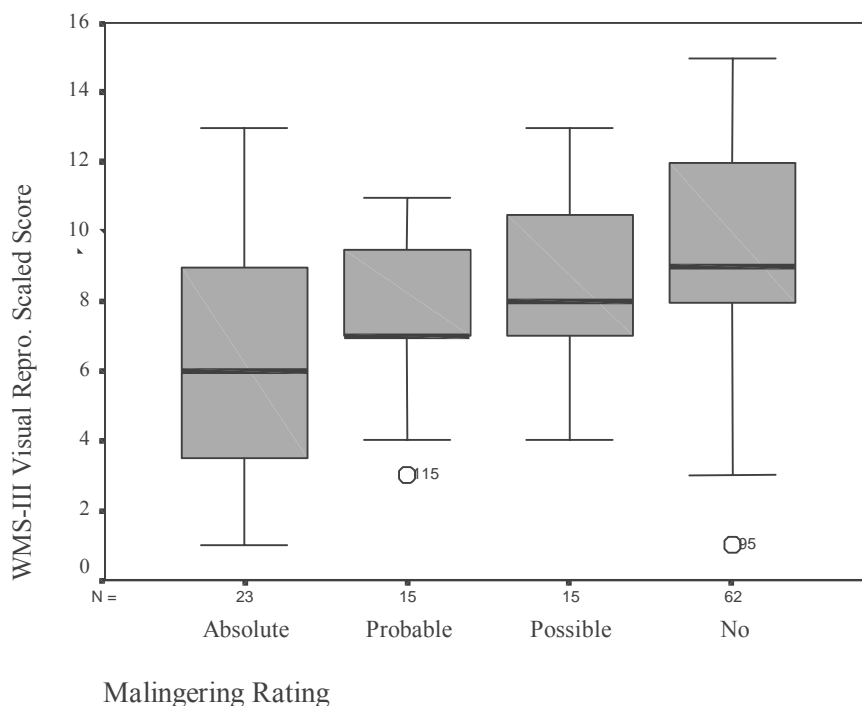 WMS-III Visual Repro. Scaled Score
16
14
12
10
8
6
4
2
0
115
95
N = 23 15 15 62
Absolute Probable Possible No
Malingering Rating